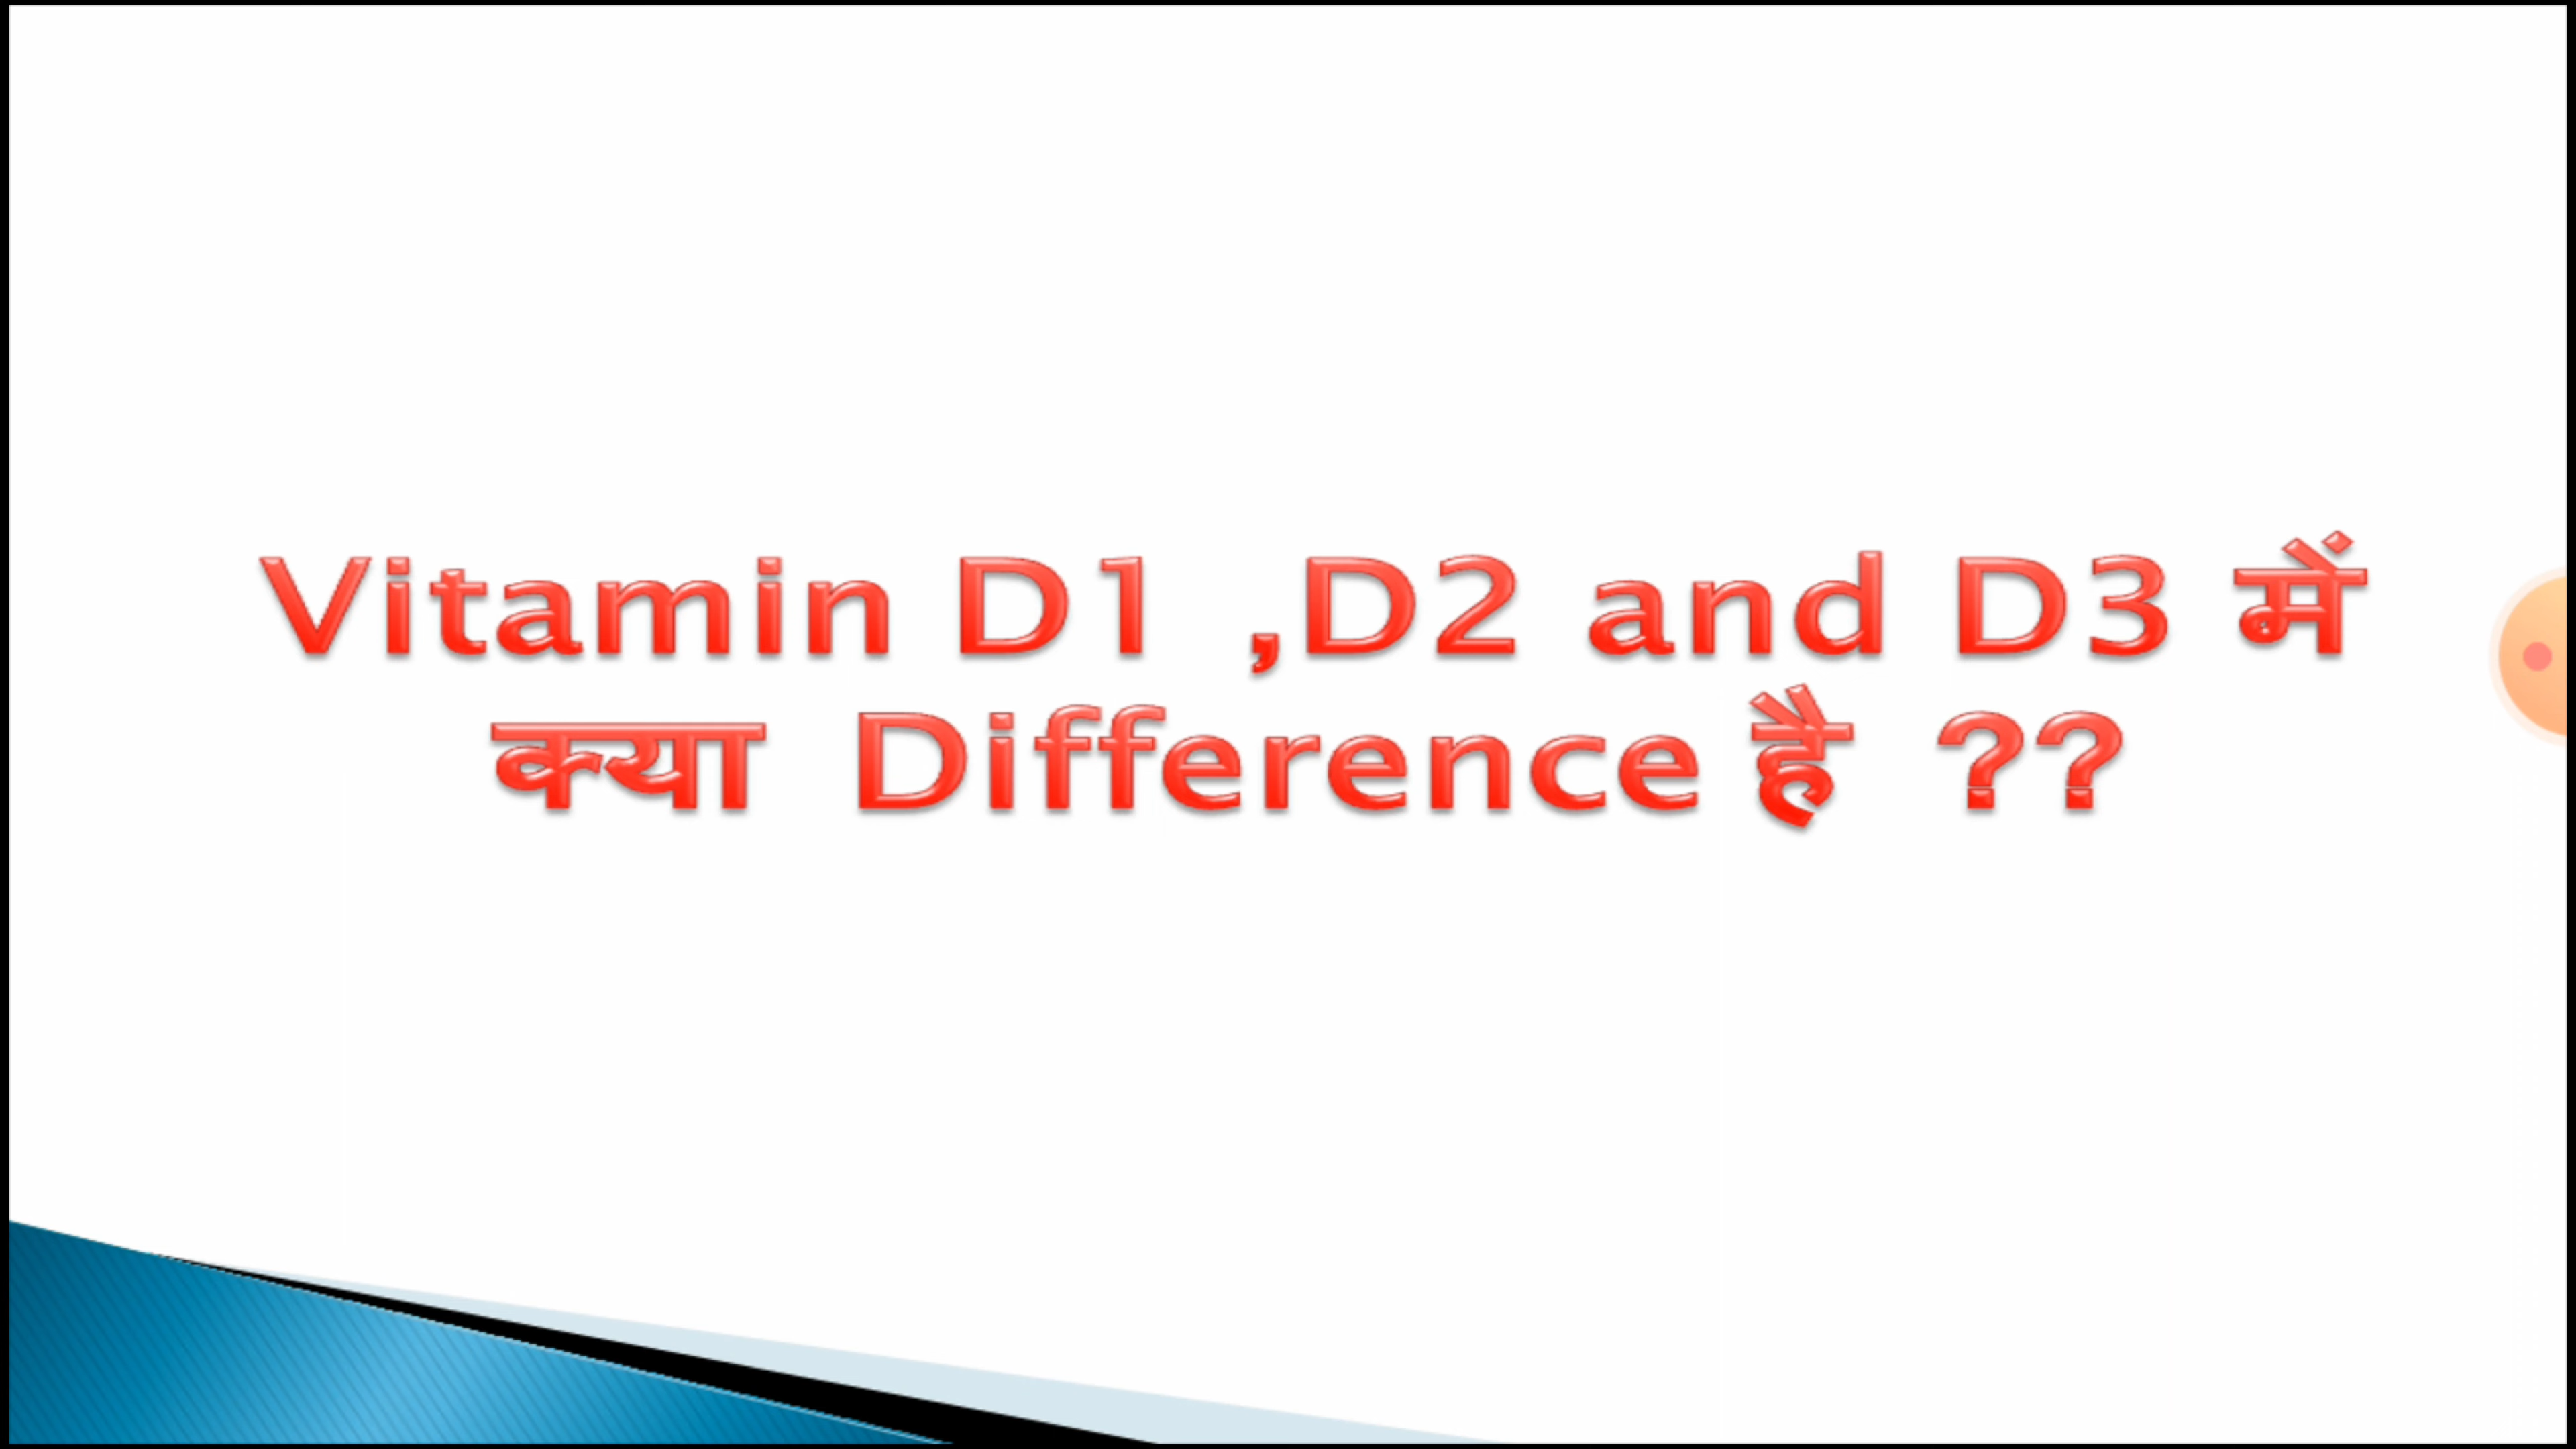 Vitamin D1 ,D2 and D3 में
क्या Difference है ??